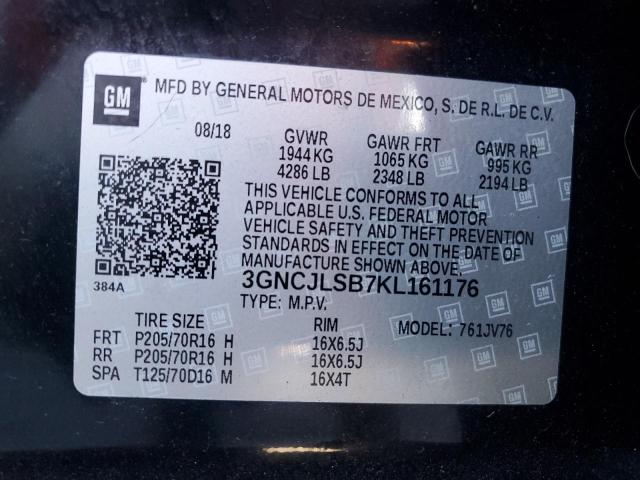 GM
MFD BY GENERAL MOTORS DE MEXICO, S. DE R.L. DE C.V.
08/18 GVWR GAWR FRT GAWR RR
1944 KG 1065 KG 995 KG
4286 LB 2348 LB 2194 LB
THIS VEHICLE CONFORMS TO ALL
APPLICABLE U.S. FEDERAL MOTOR
VEHICLE SAFETY AND THEFT PREVENTION
STANDARDS IN EFFECT ON THE DATE OF
MANUFACTURE SHOWN ABOVE.
384A 3GNCJLSB7KL161176
TYPE: M.P.V.
TIRE SIZE RIM MODEL: 761JV76
FRT P205/70R16 H 16X6.5J
RR P205/70R16 H 16X6.5J
SPA T125/70D16 M 16X4T